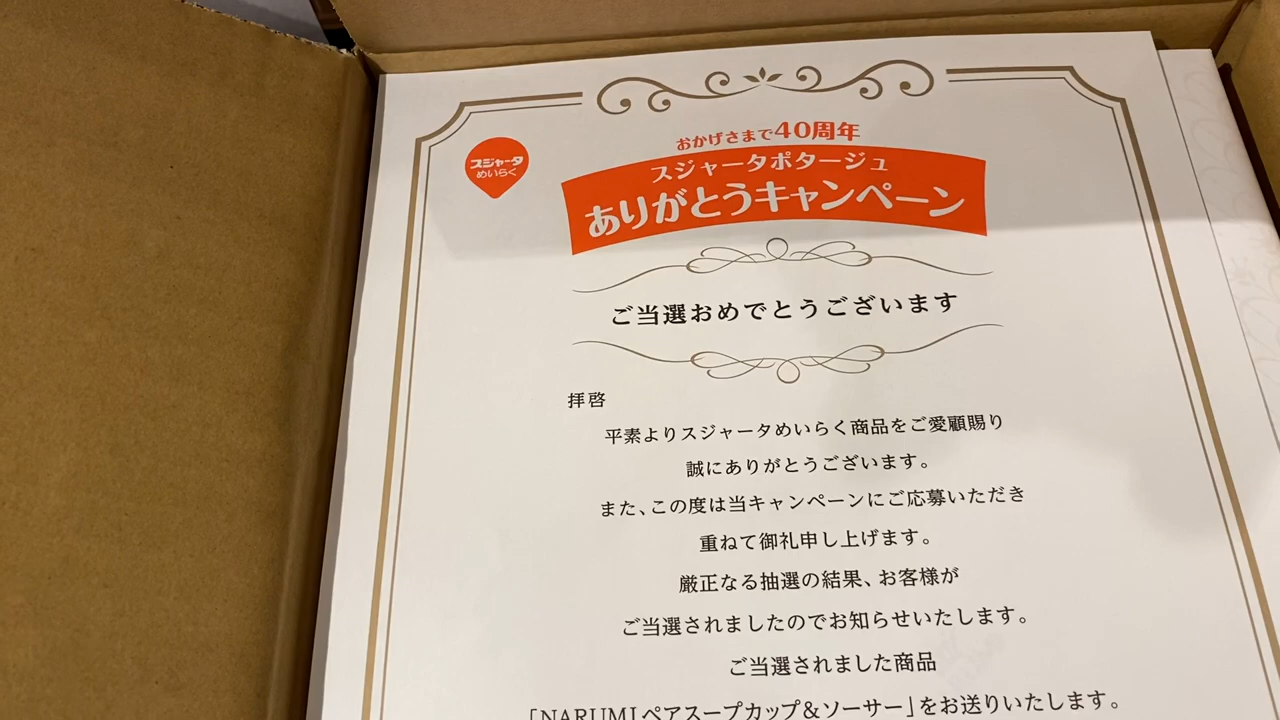 スジャータ
めいらく
おかげさまで40周年
スジャータポタージュ
ありがとうキャンペーン
ご当選おめでとうございます
拝啓
平素よりスジャータめいらく商品をご愛顧賜り
誠にありがとうございます。
また、この度は当キャンペーンにご応募いただき
重ねて御礼申し上げます。
厳正なる抽選の結果、お客様が
ご当選されましたのでお知らせいたします。
ご当選されました商品
「NARUMIペアスープカップ&ソーサー」をお送りいたします。